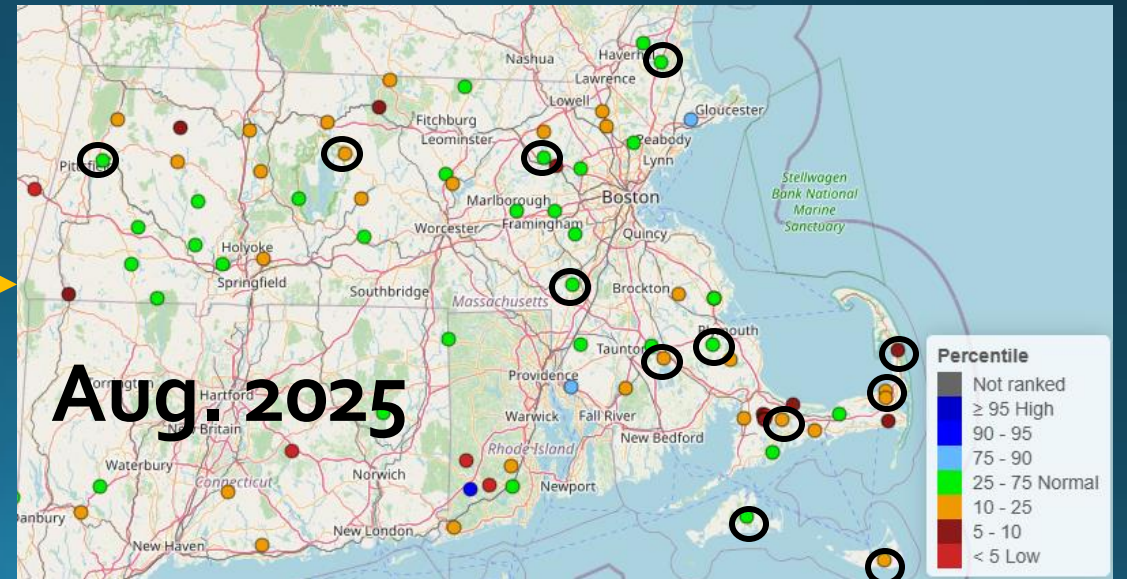 Nashua
Haverhill
Lawrence
Lowell
Gloucester
Fitchburg
Leominster
Peabody
Lynn
Pittsfield
Stellwagen
Bank National
Marine
Sanctuary
Marlborough
Boston
Worcester
Framingham
Quincy
Holyoke
Springfield
Southbridge
Massachusetts
Brockton
Plymouth
Taunton
Providence
Torrington
Hartford
Aug. 2025
New Britain
Warwick
Fall River
New Bedford
Rhode Island
Waterbury
Connecticut
Norwich
Newport
Danbury
New London
New Haven
Percentile
Not ranked
≥ 95 High
90 - 95
75 - 90
25 - 75 Normal
10 - 25
5 - 10
< 5 Low